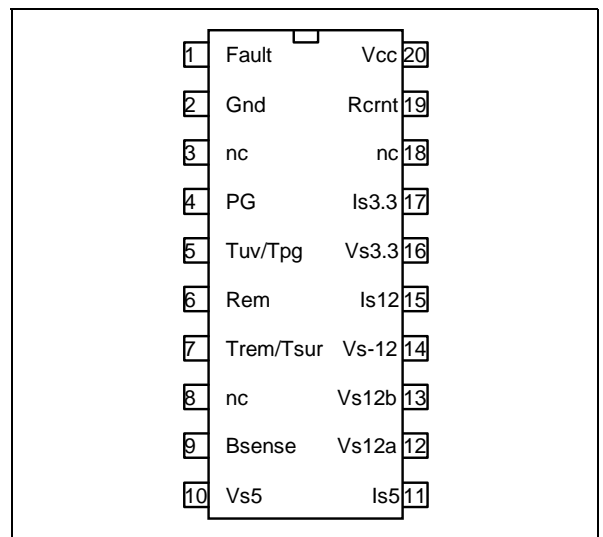 1 Fault Vcc 20
2 Gnd Rcrnt 19
3 nc nc 18
4 PG Is3.3 17
5 Tuv/Tpg Vs3.3 16
6 Rem Is12 15
7 Trem/Tsur Vs-12 14
8 nc Vs12b 13
9 Bsense Vs12a 12
10 Vs5 Is5 11